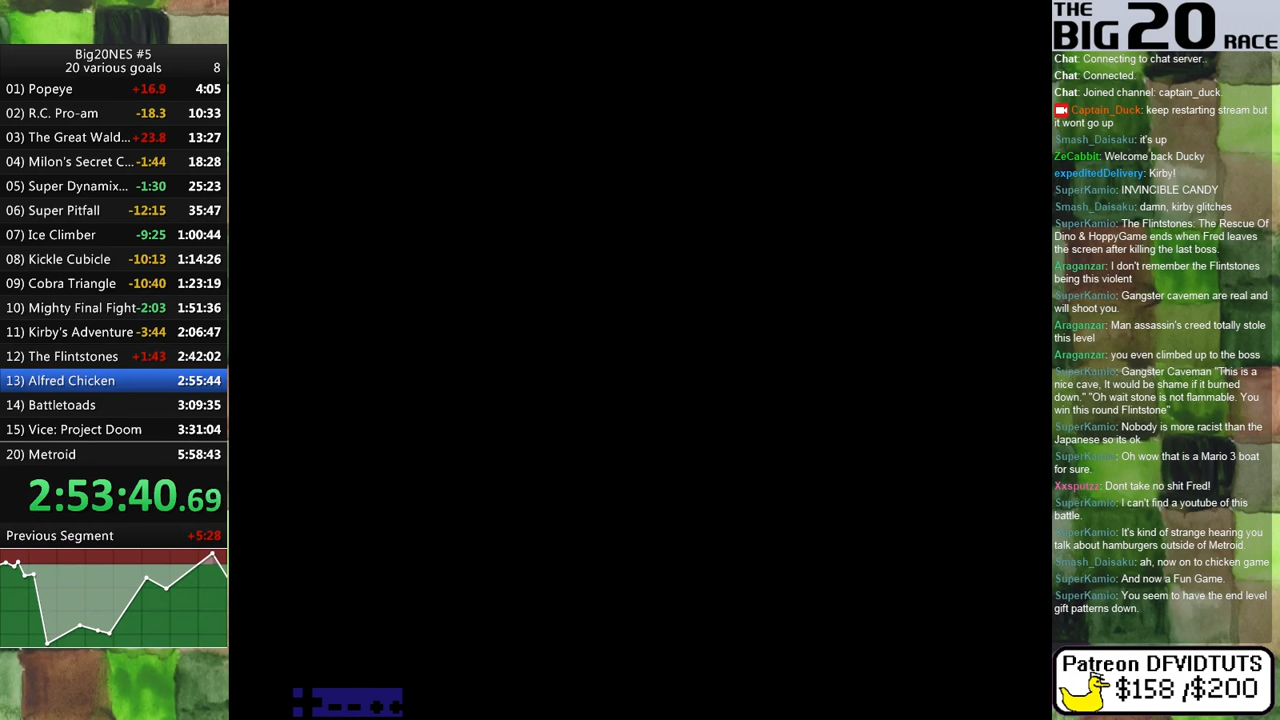 Big20NES #5
20 various goals 8
01) Popeye +16.9 4:05
02) R.C. Pro-am -18.3 10:33
03) The Great Wald... +23.8 13:27
04) Milon's Secret C... -1:44 18:28
05) Super Dynamix... -1:30 25:23
06) Super Pitfall -12:15 35:47
07) Ice Climber -9:25 1:00:44
08) Kickle Cubicle -10:13 1:14:26
09) Cobra Triangle -10:40 1:23:19
10) Mighty Final Fight -2:03 1:51:36
11) Kirby's Adventure -3:44 2:06:47
12) The Flintstones +1:43 2:42:02
13) Alfred Chicken 2:55:44
14) Battletoads 3:09:35
15) Vice: Project Doom 3:31:04
20) Metroid 5:58:43
2:53:40.69
Previous Segment +5:28
THE
BIG 20 RACE
Chat: Connecting to chat server..
Chat: Connected.
Chat: Joined channel: captain_duck.
Captain_Duck: keep restarting stream but
it wont go up
Smash_Daisaku: it's up
ZeCabbit: Welcome back Ducky
expeditedDelivery: Kirby!
SuperKamio: INVINCIBLE CANDY
Smash_Daisaku: damn, kirby glitches
SuperKamio: The Flintstones: The Rescue Of
Dino & HoppyGame ends when Fred leaves
the screen after killing the last boss.
Araganzar: I don't remember the Flintstones
being this violent
SuperKamio: Gangster cavemen are real and
will shoot you.
Araganzar: Man assassin's creed totally stole
this level
Araganzar: you even climbed up to the boss
SuperKamio: Gangster Caveman "This is a
nice cave, It would be shame if it burned
down." "Oh wait stone is not flammable. You
win this round Flintstone"
SuperKamio: Nobody is more racist than the
Japanese so its ok.
SuperKamio: Oh wow that is a Mario 3 boat
for sure.
Xxsputzz: Dont take no shit Fred!
SuperKamio: I can't find a youtube of this
battle.
SuperKamio: It's kind of strange hearing you
talk about hamburgers outside of Metroid.
Smash_Daisaku: ah, now on to chicken game
SuperKamio: And now a Fun Game.
SuperKamio: You seem to have the end level
gift patterns down.
Patreon DFVIDTUTS
$158 /$200